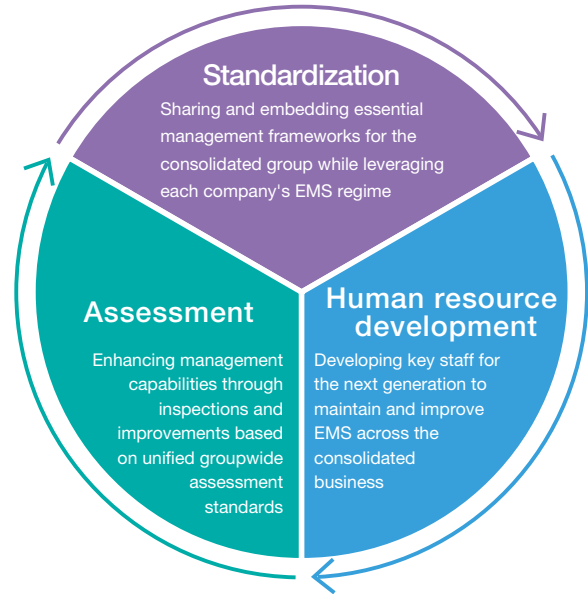 Standardization
Sharing and embedding essential
management frameworks for the
consolidated group while leveraging
each company's EMS regime
Human resource
development
Developing key staff for
the next generation to
maintain and improve
EMS across the
consolidated
business
Assessment
Enhancing management
capabilities through
inspections and
improvements based
on unified groupwide
assessment
standards